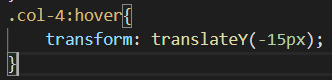 .col-4:hover{
    transform: translateY(-15px);
}